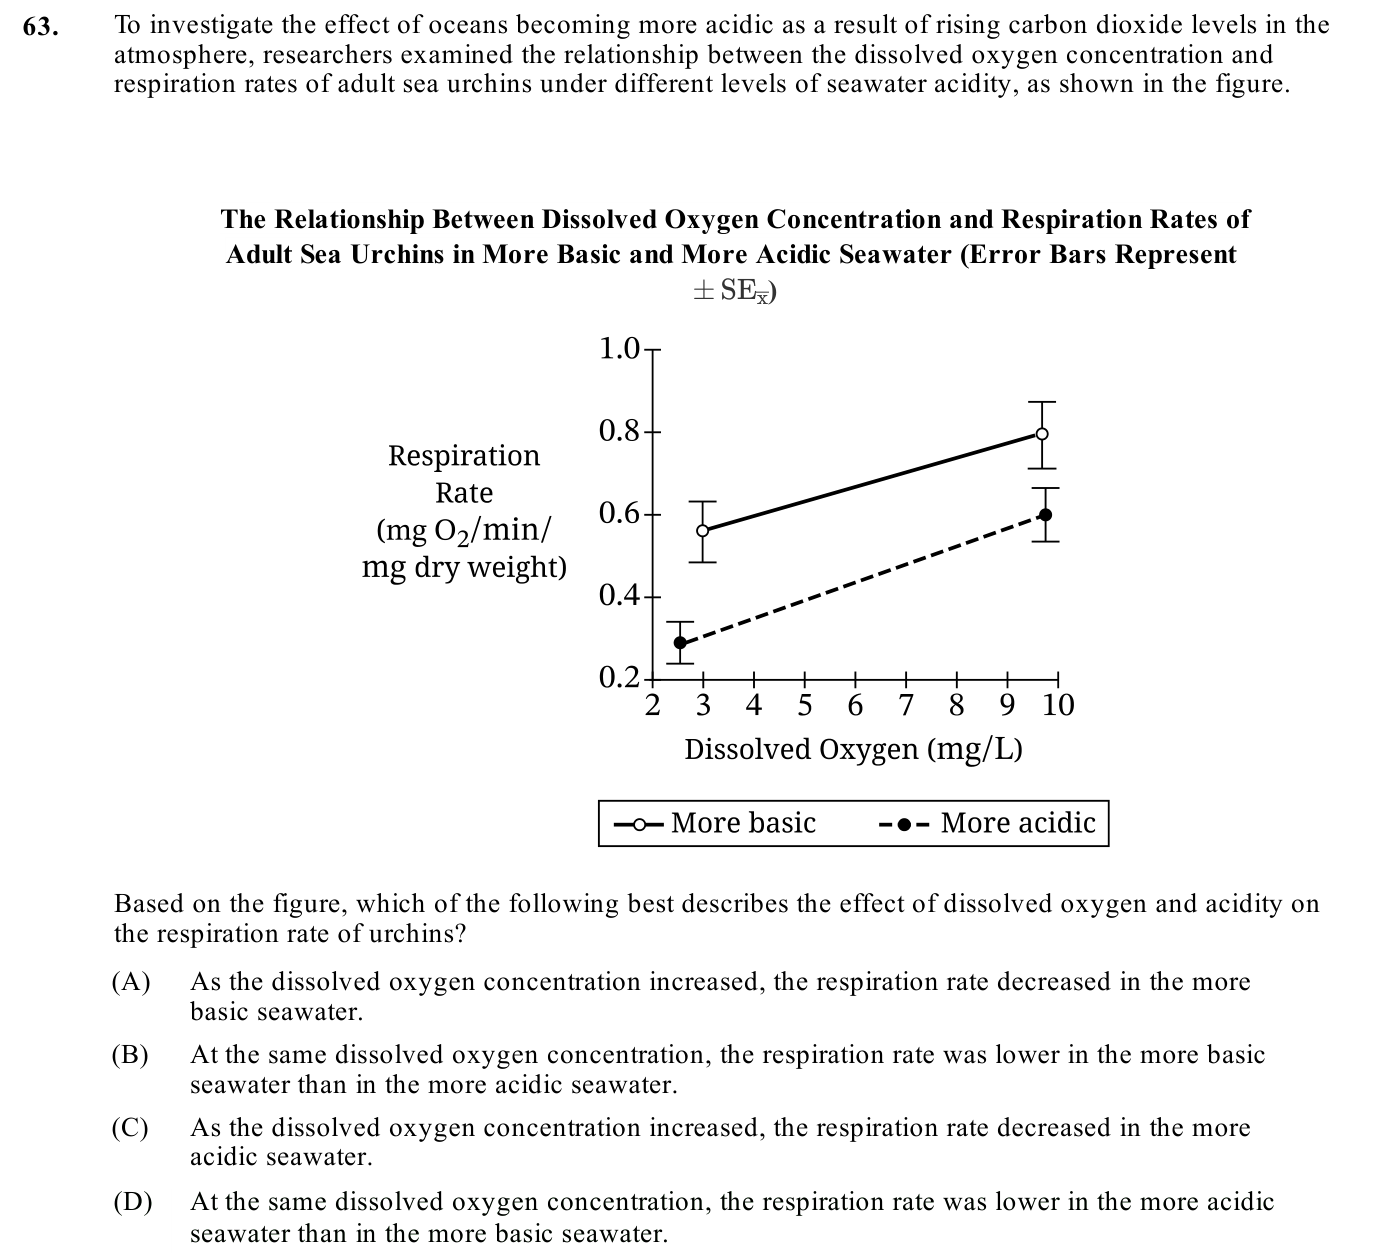 63. To investigate the effect of oceans becoming more acidic as a result of rising carbon dioxide levels in the
atmosphere, researchers examined the relationship between the dissolved oxygen concentration and
respiration rates of adult sea urchins under different levels of seawater acidity, as shown in the figure.
The Relationship Between Dissolved Oxygen Concentration and Respiration Rates of
Adult Sea Urchins in More Basic and More Acidic Seawater (Error Bars Represent
± SEx̅)
1.0
0.8
Respiration
Rate
(mg O₂/min/
mg dry weight)
0.6
0.4
0.2
2 3 4 5 6 7 8 9 10
Dissolved Oxygen (mg/L)
More basic More acidic
Based on the figure, which of the following best describes the effect of dissolved oxygen and acidity on
the respiration rate of urchins?
(A) As the dissolved oxygen concentration increased, the respiration rate decreased in the more
basic seawater.
(B) At the same dissolved oxygen concentration, the respiration rate was lower in the more basic
seawater than in the more acidic seawater.
(C) As the dissolved oxygen concentration increased, the respiration rate decreased in the more
acidic seawater.
(D) At the same dissolved oxygen concentration, the respiration rate was lower in the more acidic
seawater than in the more basic seawater.